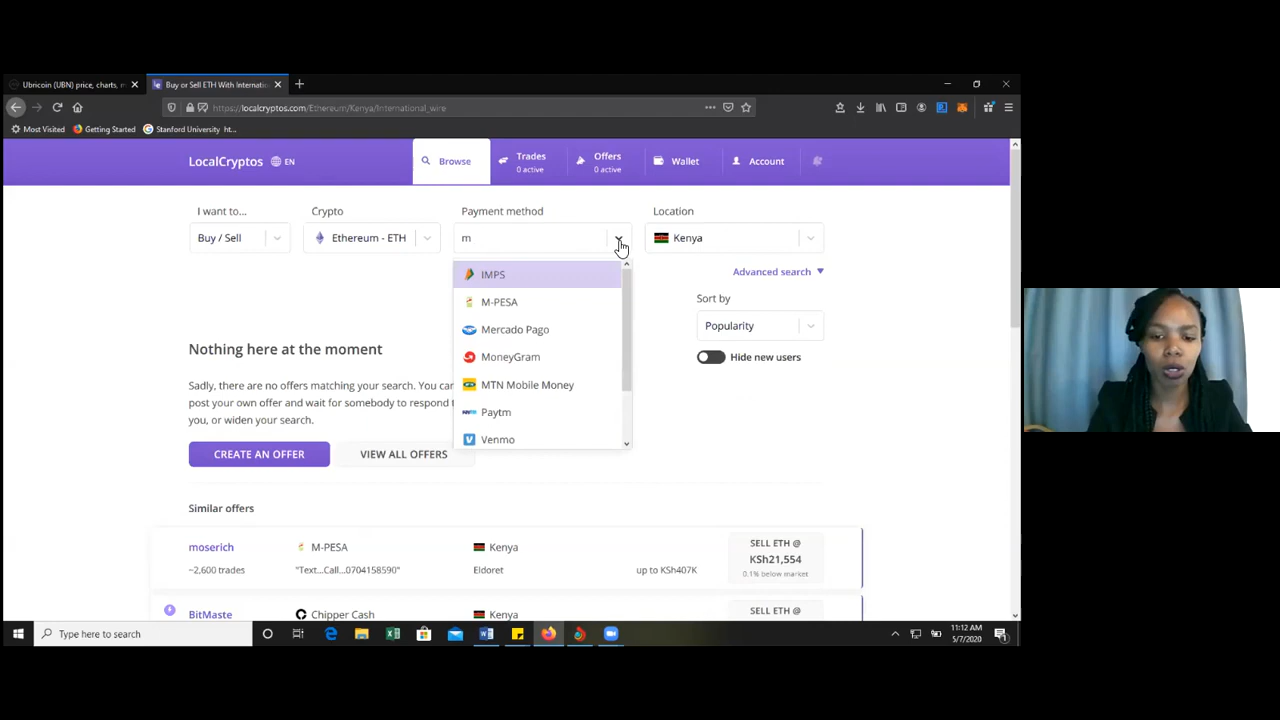 Ubricoin (UBN) price, charts, m
Buy or Sell ETH With Internatio
https://localcryptos.com/Ethereum/Kenya/International_wire
Most Visited
Getting Started
Stanford University ht...
LocalCryptos
EN
Browse
Trades
0 active
Offers
0 active
Wallet
Account
I want to...
Crypto
Payment method
Location
Buy / Sell
Ethereum - ETH
m
Kenya
IMPS
M-PESA
Mercado Pago
MoneyGram
MTN Mobile Money
Paytm
Venmo
Advanced search
Sort by
Popularity
Hide new users
Nothing here at the moment
Sadly, there are no offers matching your search. You can
post your own offer and wait for somebody to respond t
you, or widen your search.
CREATE AN OFFER
VIEW ALL OFFERS
Similar offers
moserich
M-PESA
Kenya
SELL ETH @
KSh21,554
0.1% below market
~2,600 trades
"Text...Call...0704158590"
Eldoret
up to KSh407K
BitMaste
Chipper Cash
Kenya
SELL ETH @
Type here to search
11:12 AM
5/7/2020